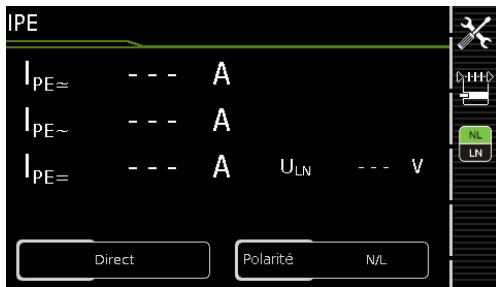 IPE
IPE≃ --- A
IPE~ --- A
IPE= --- A ULN --- V
NL
LN
Direct Polarité N/L